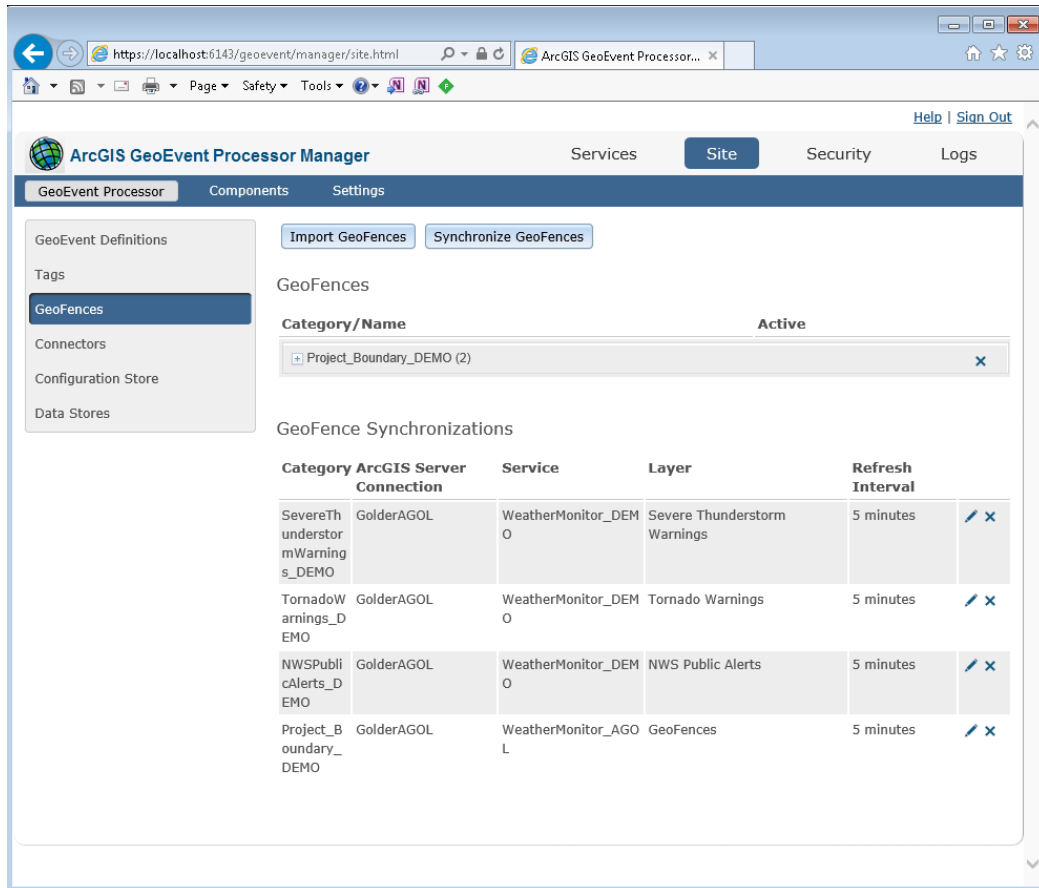 https://localhost:6143/geoevent/manager/site.html
ArcGIS GeoEvent Processor...
Page Safety Tools
Help | Sign Out
ArcGIS GeoEvent Processor Manager
Services Site Security Logs
GeoEvent Processor Components Settings
GeoEvent Definitions
Tags
GeoFences
Connectors
Configuration Store
Data Stores
Import GeoFences Synchronize GeoFences
GeoFences
Category/Name Active
Project_Boundary_DEMO (2)
GeoFence Synchronizations
Category ArcGIS Server Service Layer Refresh
Connection Interval
SevereTh GolderAGOL WeatherMonitor_DEM Severe Thunderstorm 5 minutes
understor O Warnings
mWarning
s_DEMO
TornadoW GolderAGOL WeatherMonitor_DEM Tornado Warnings 5 minutes
arnings_D O
EMO
NWSPubli GolderAGOL WeatherMonitor_DEM NWS Public Alerts 5 minutes
cAlerts_D O
EMO
Project_B GolderAGOL WeatherMonitor_AGO GeoFences 5 minutes
oundary_ L
DEMO